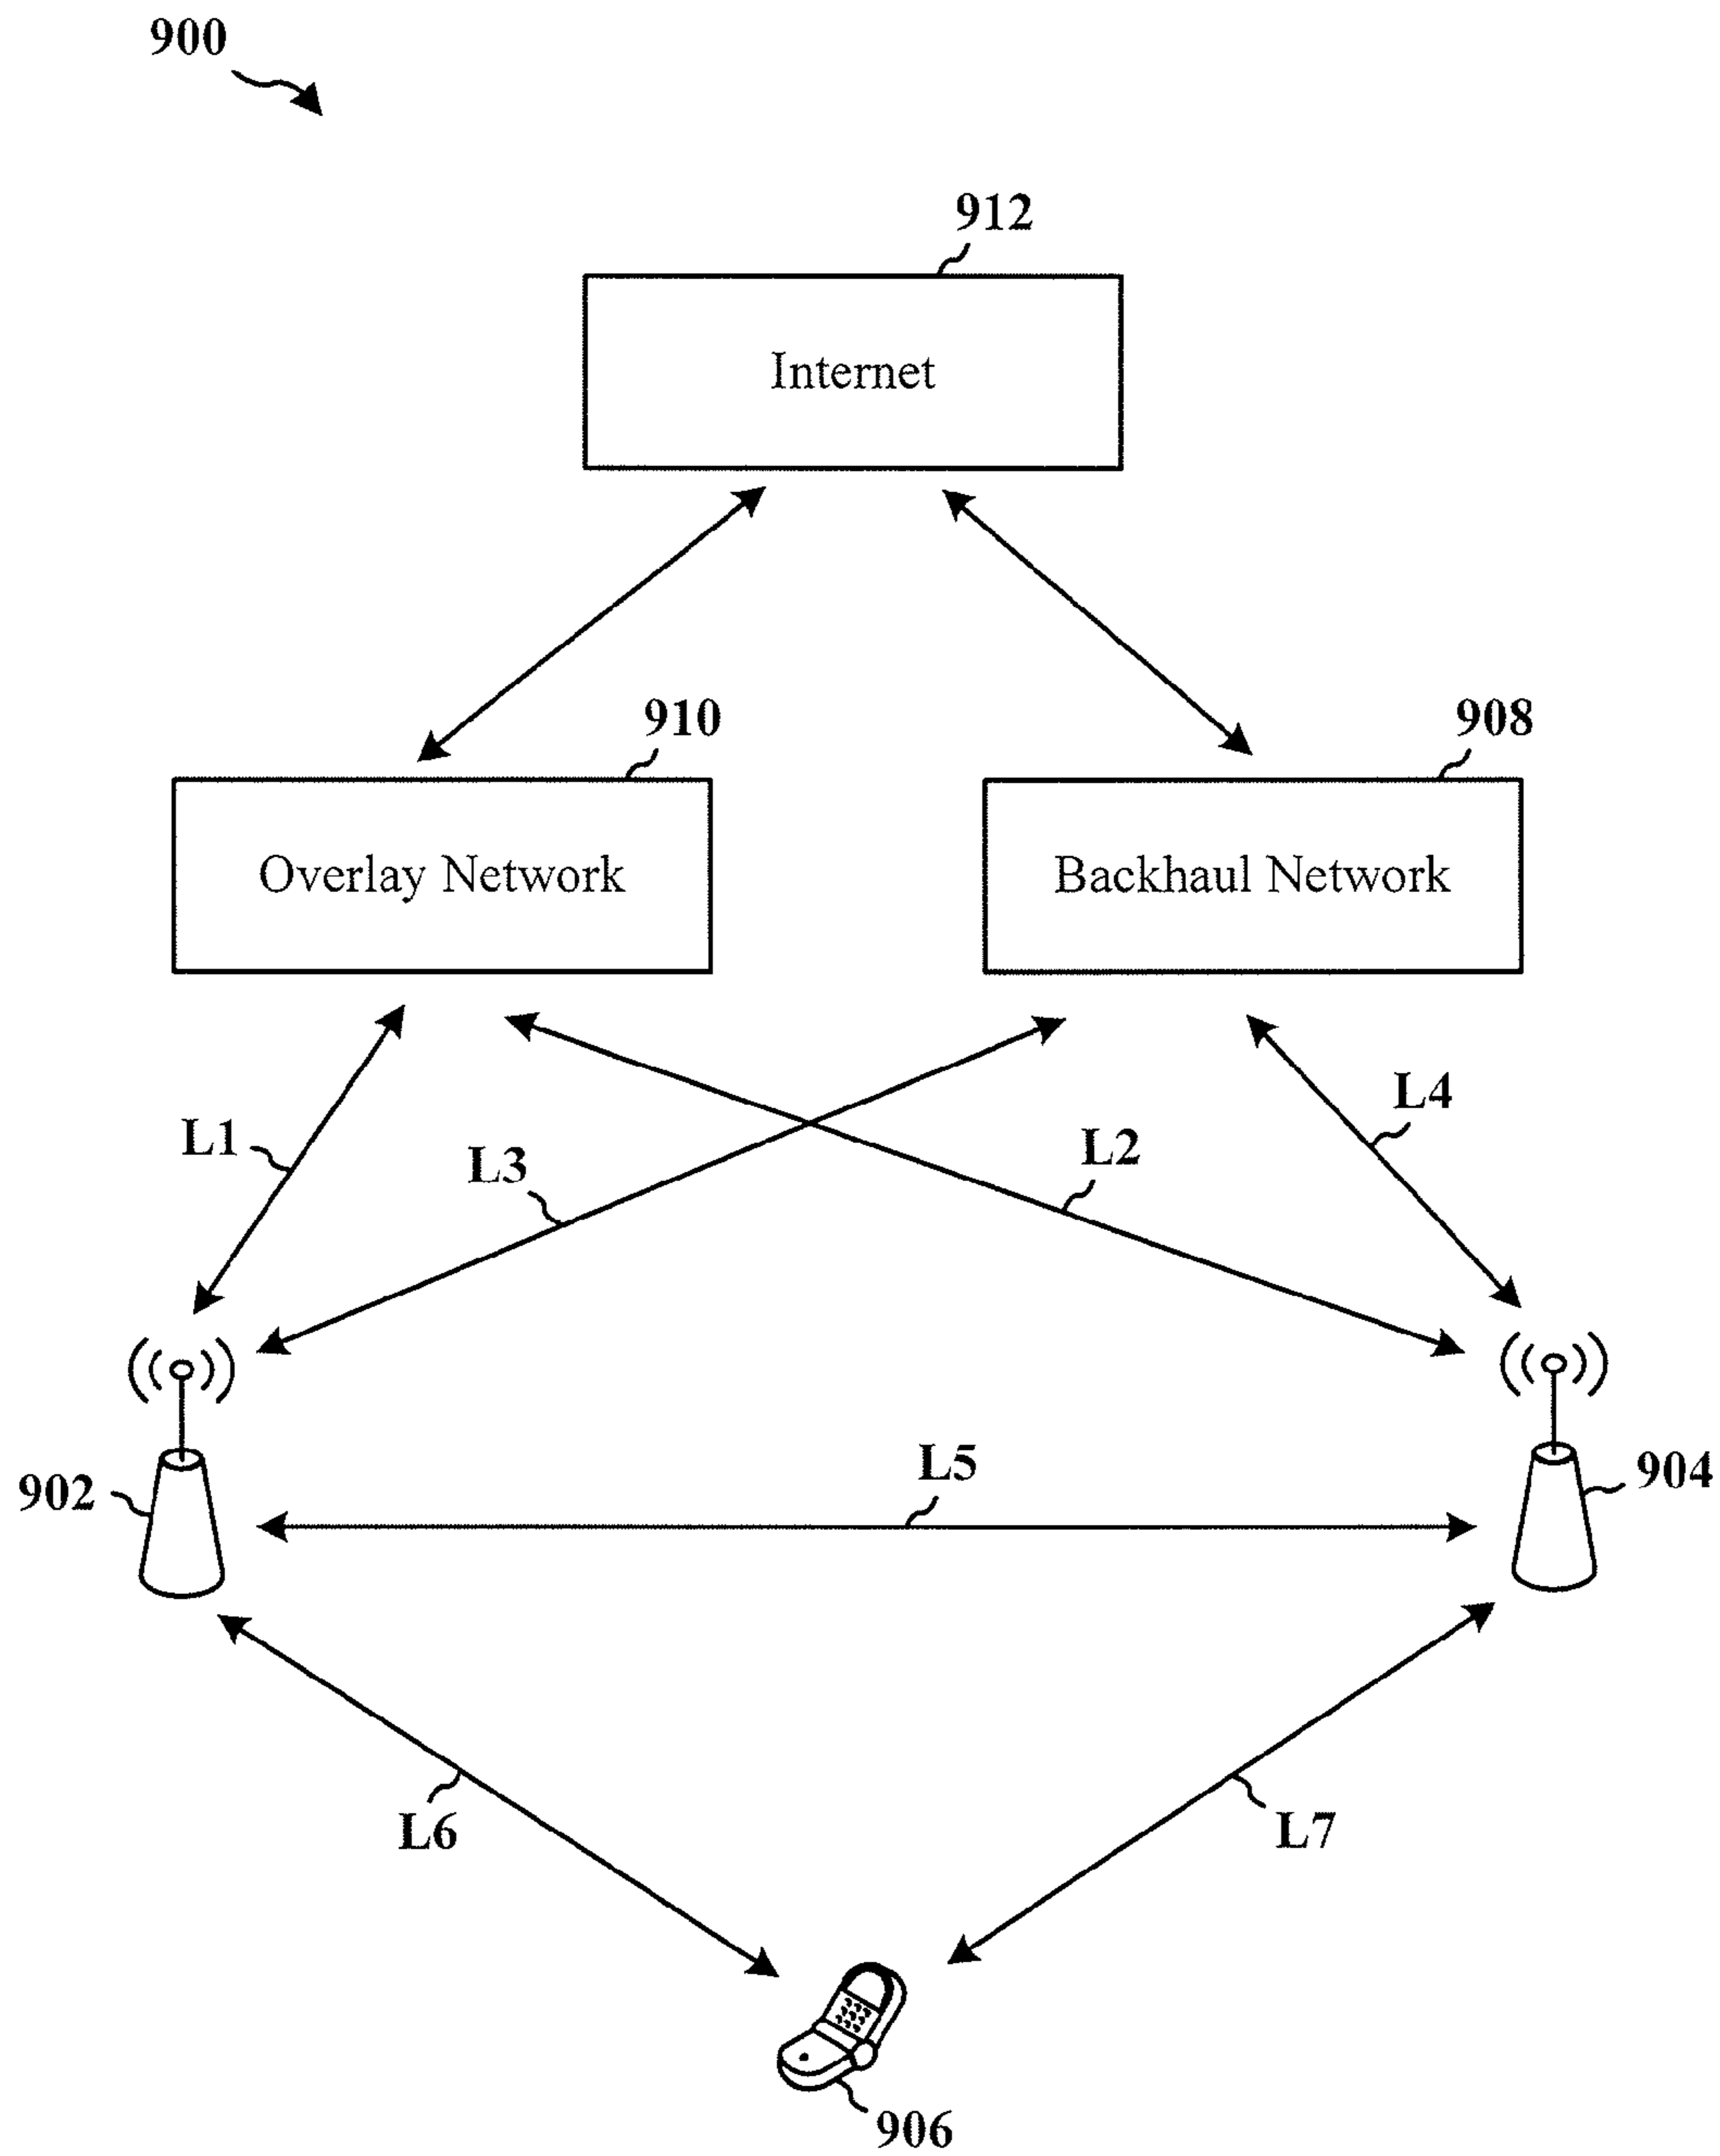 900
912
Internet
910
908
Overlay Network
Backhaul Network
L1
L3
L2
L4
902
L5
904
L6
L7
906